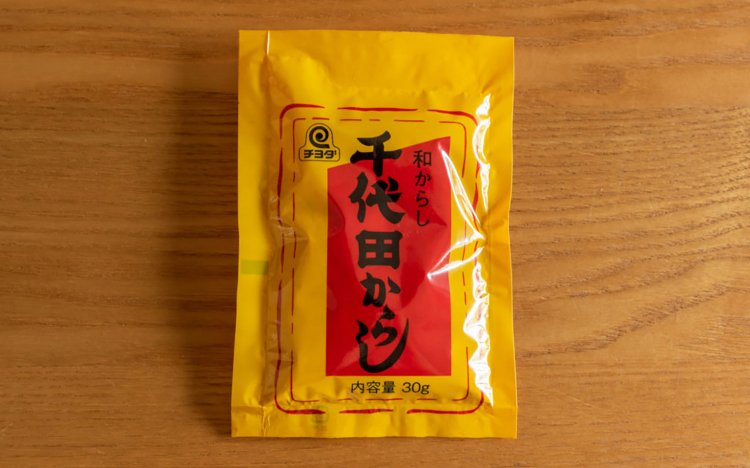 チヨダ
和からし
千代田からし
内容量 30g